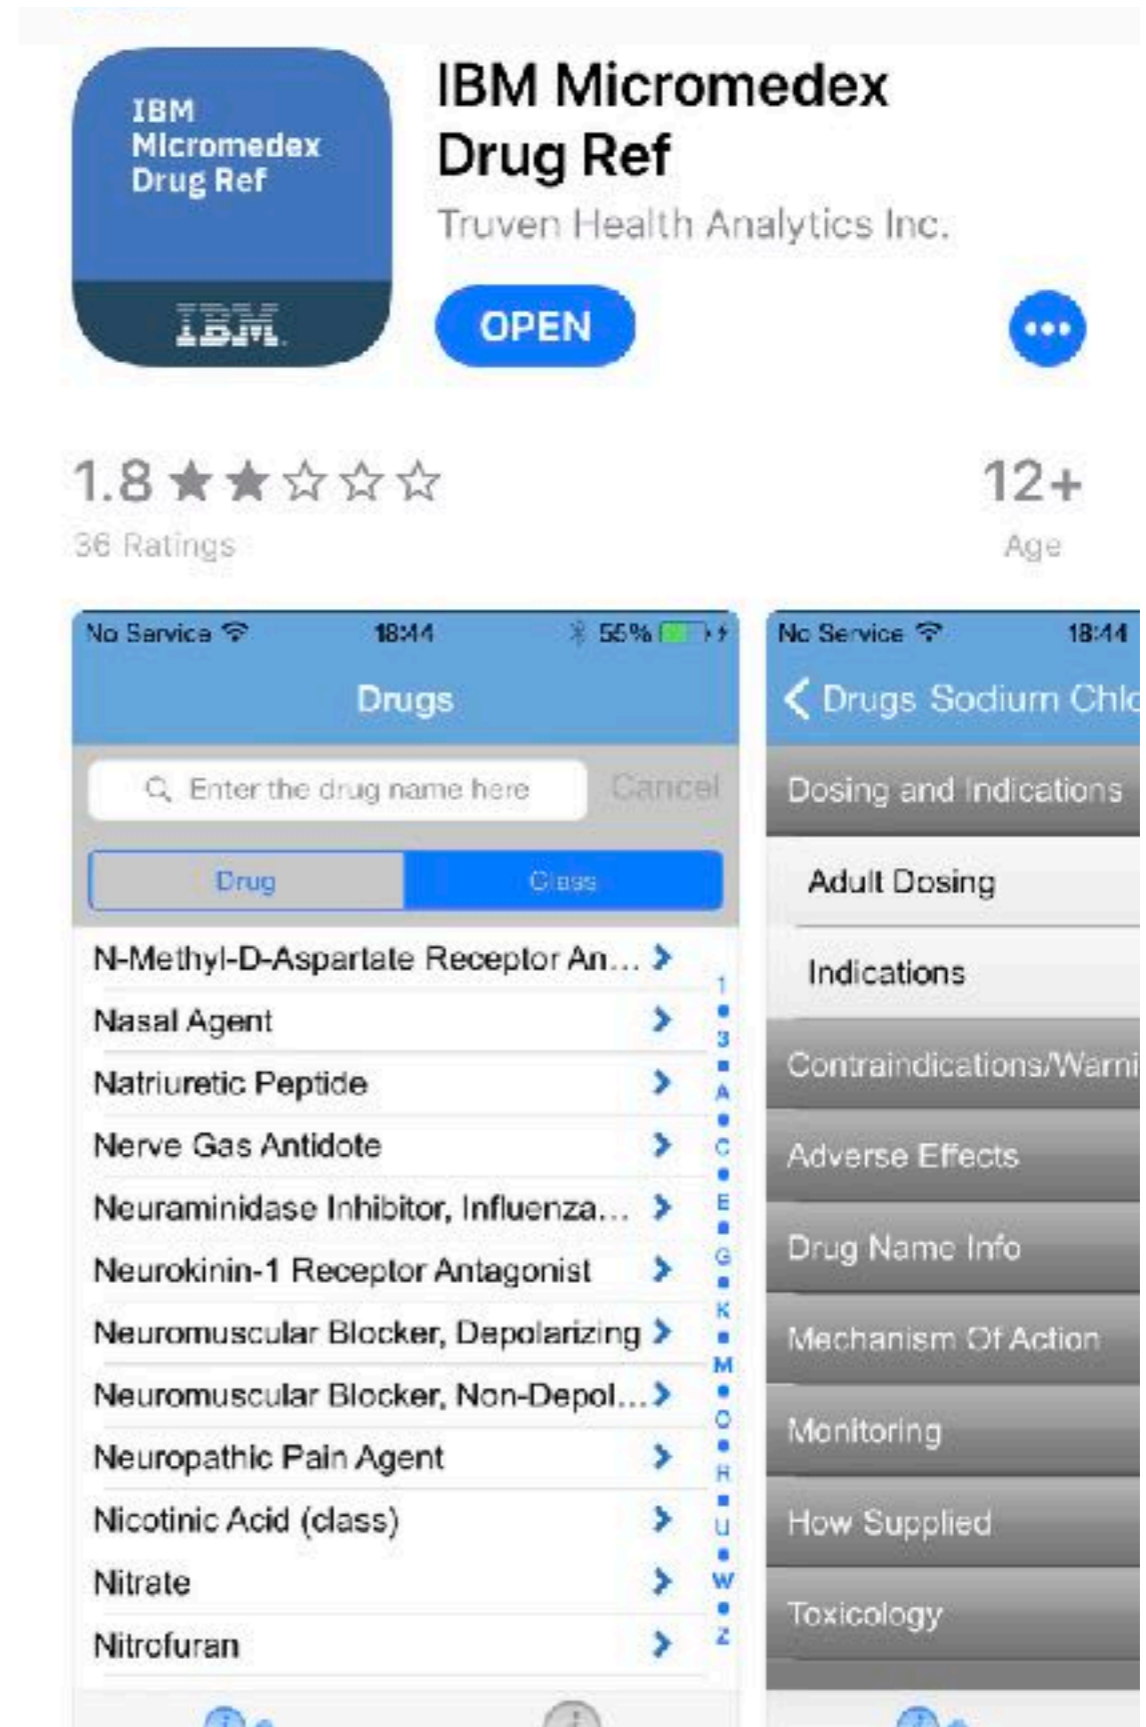 IBM
Micromedex
Drug Ref
IBM
IBM Micromedex
Drug Ref
Truven Health Analytics Inc.
OPEN
1.8
36 Ratings
12+
Age
No Service 18:44 55%
Drugs
Enter the drug name here Cancel
Drug Class
N-Methyl-D-Aspartate Receptor An...
Nasal Agent
Natriuretic Peptide
Nerve Gas Antidote
Neuraminidase Inhibitor, Influenza...
Neurokinin-1 Receptor Antagonist
Neuromuscular Blocker, Depolarizing
Neuromuscular Blocker, Non-Depol...
Neuropathic Pain Agent
Nicotinic Acid (class)
Nitrate
Nitrofuran
1
3
A
C
E
G
K
M
O
R
U
W
Z
No Service 18:44
Drugs Sodium Chlo
Dosing and Indications
Adult Dosing
Indications
Contraindications/Warni
Adverse Effects
Drug Name Info
Mechanism Of Action
Monitoring
How Supplied
Toxicology